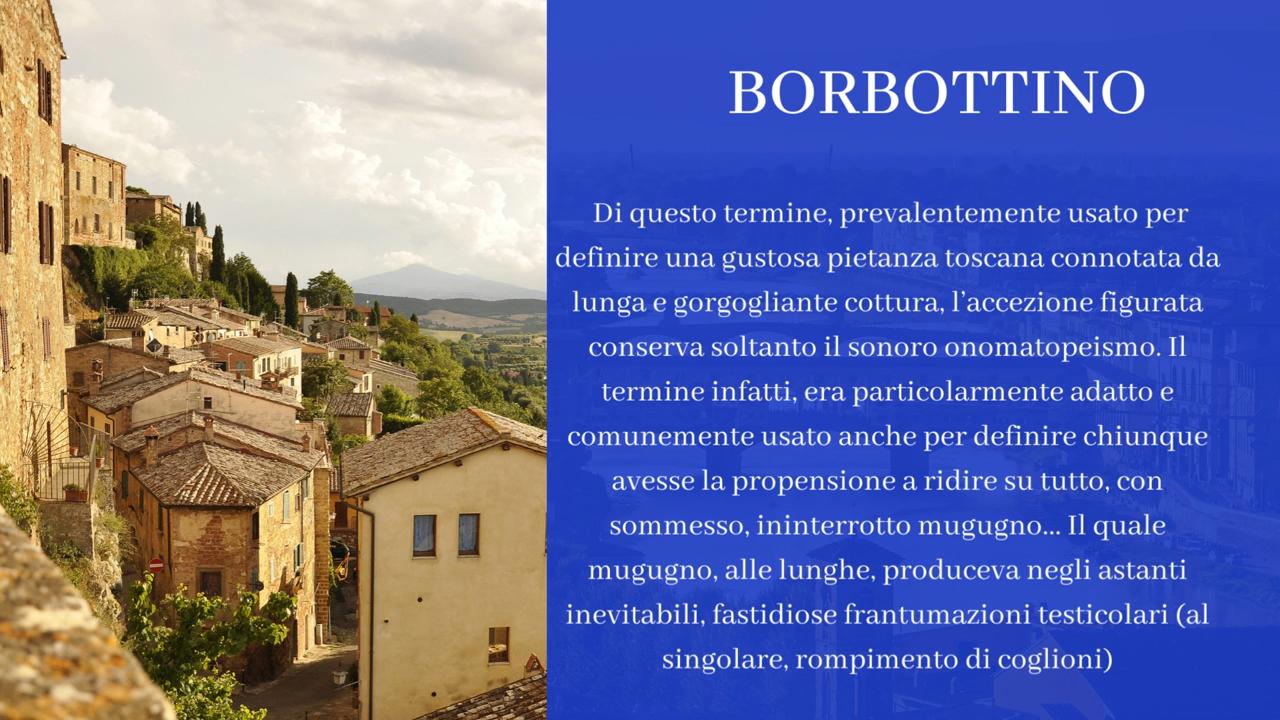 BORBOTTINO
Di questo termine, prevalentemente usato per
definire una gustosa pietanza toscana connotata da
lunga e gorgogliante cottura, l’accezione figurata
conserva soltanto il sonoro onomatopeismo. Il
termine infatti, era particolarmente adatto e
comunemente usato anche per definire chiunque
avesse la propensione a ridire su tutto, con
sommesso, ininterrotto mugugno... Il quale
mugugno, alle lunghe, produceva negli astanti
inevitabili, fastidiose frantumazioni testicolari (al
singolare, rompimento di coglioni)